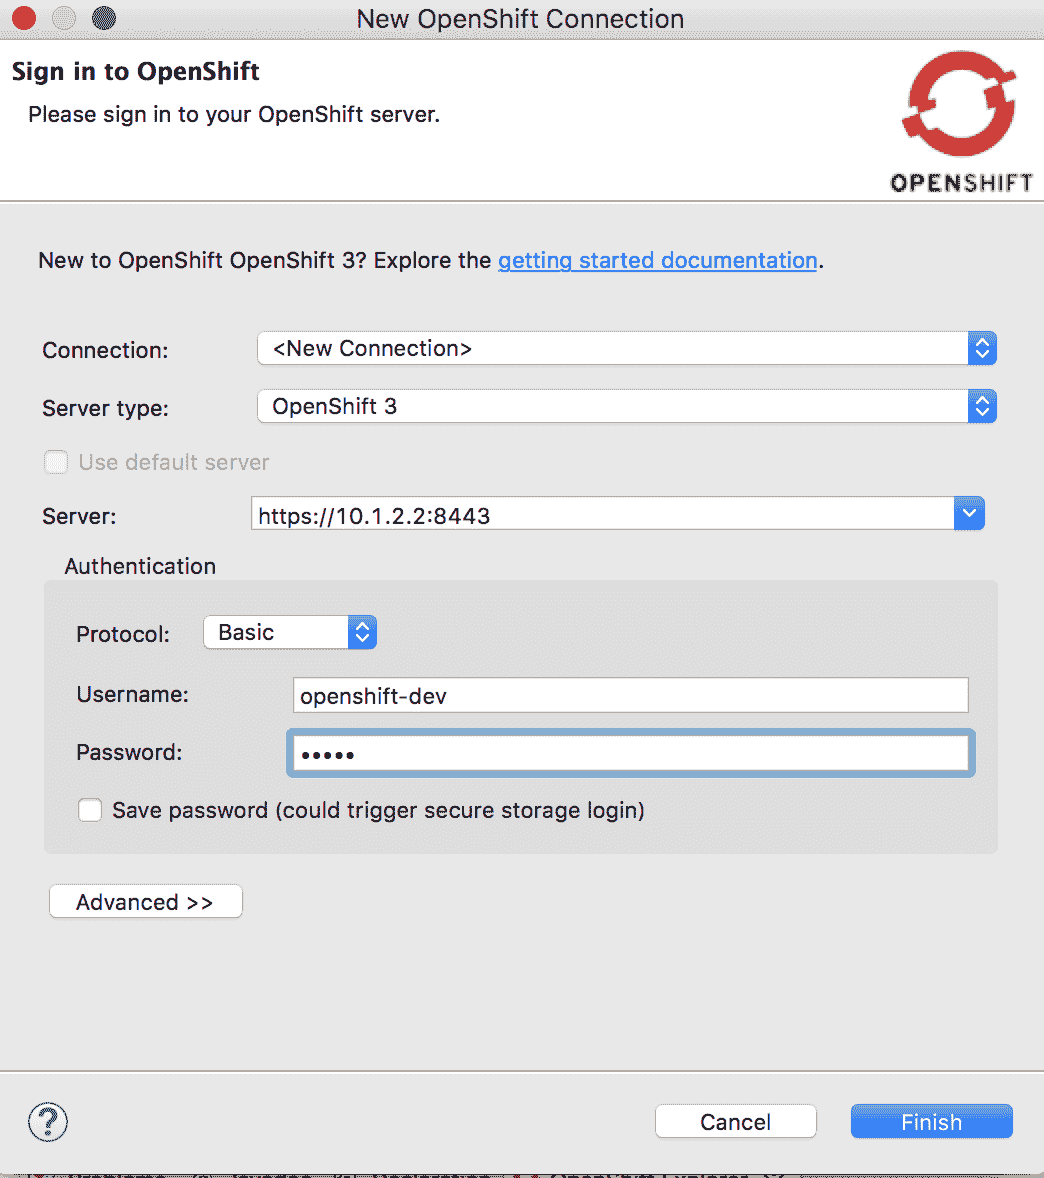 New OpenShift Connection
Sign in to OpenShift
Please sign in to your OpenShift server.
OPENSHIFT
New to OpenShift OpenShift 3? Explore the getting started documentation.
Connection: <New Connection>
Server type: OpenShift 3
Use default server
Server: https://10.1.2.2:8443
Authentication
Protocol: Basic
Username: openshift-dev
Password: •••••
Save password (could trigger secure storage login)
Advanced >>
? Cancel Finish